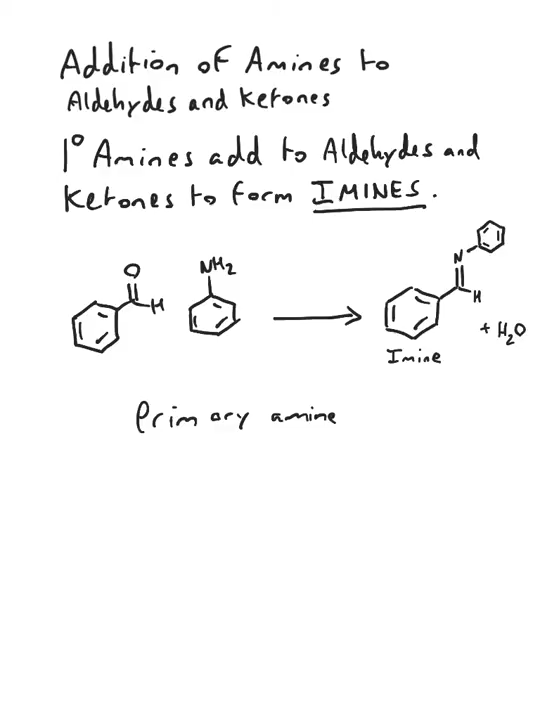 Addition of Amines to
Aldehydes and Ketones
1° Amines add to Aldehydes and
Ketones to form IMINES.
O
H
NH₂
N
H
+ H₂O
Imine
Primary amine